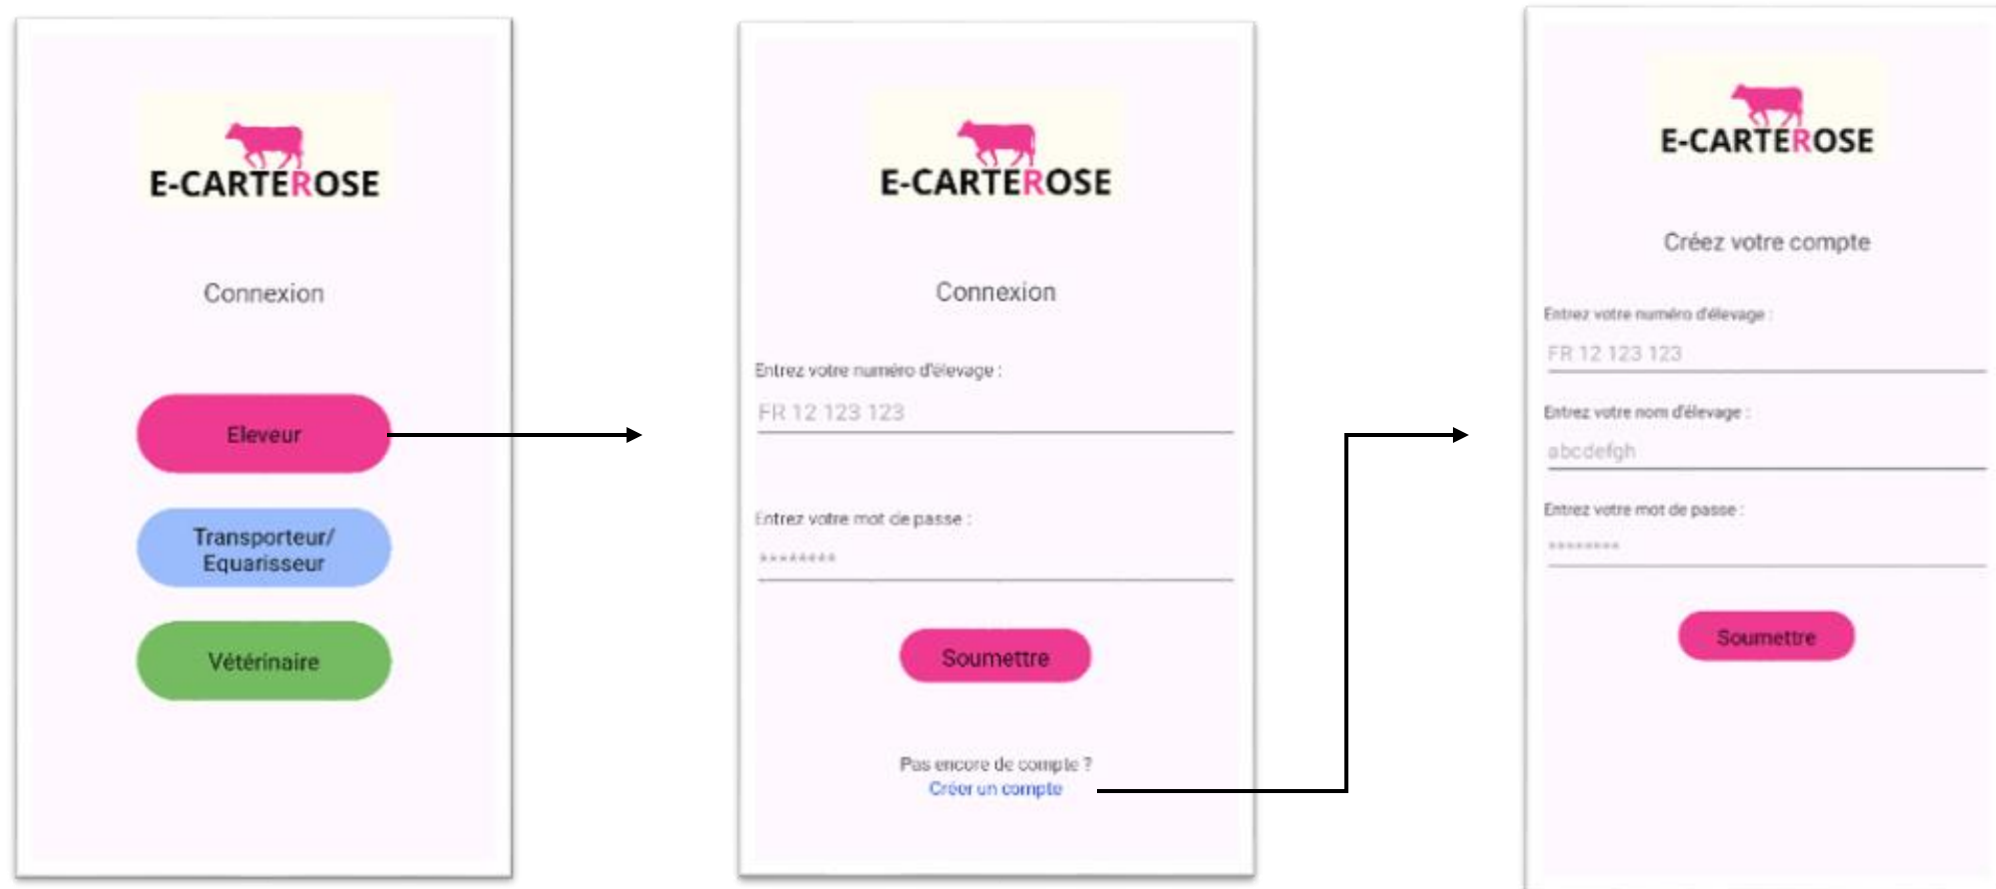 E-CARTEROSE
Connexion
Eleveur
Transporteur/
Equarisseur
Vétérinaire
E-CARTEROSE
Connexion
Entrez votre numéro d'élevage :
FR 12 123 123
Entrez votre mot de passe :
********
Soumettre
Pas encore de compte ?
Créer un compte
E-CARTEROSE
Créez votre compte
Entrez votre numéro d'élevage :
FR 12 123 123
Entrez votre nom d'élevage :
abcdefgh
Entrez votre mot de passe :
********
Soumettre